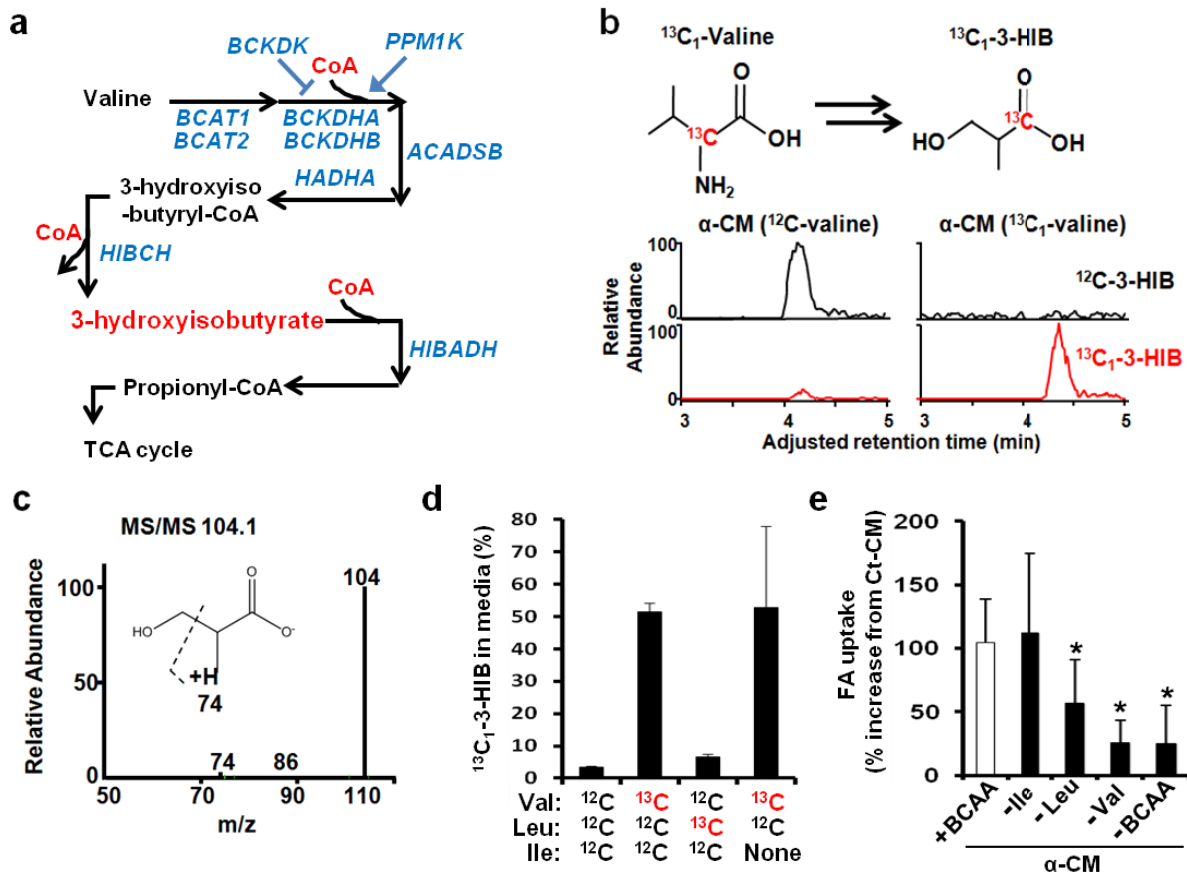 a
BCKDK
PPM1K
CoA
Valine
BCAT1
BCAT2
BCKDHA
BCKDHB
ACADSB
HADHA
3-hydroxyiso
-butyryl-CoA
CoA
HIBCH
CoA
3-hydroxyisobutyrate
HIBADH
Propionyl-CoA
TCA cycle
b
¹³C₁-Valine
¹³C₁-3-HIB
O
¹³C
OH
NH₂
O
HO
¹³C
OH
α-CM (¹²C-valine)
α-CM (¹³C₁-valine)
Relative
Abundance
100
0
100
0
¹²C-3-HIB
¹³C₁-3-HIB
3 4 5
3 4 5
Adjusted retention time (min)
c
MS/MS 104.1
Relative Abundance
100
50
0
O
HO
O⁻
+H
74
104
74
86
50 70 90 110
m/z
d
¹³C₁-3-HIB in media (%)
80
70
60
50
40
30
20
10
0
Val: ¹²C ¹³C ¹²C ¹³C
Leu: ¹²C ¹²C ¹³C ¹²C
Ile: ¹²C ¹²C ¹²C None
e
FA uptake
(% increase from Ct-CM)
200
150
100
50
0
*
*
*
+BCAA
-Ile
-Leu
-Val
-BCAA
α-CM